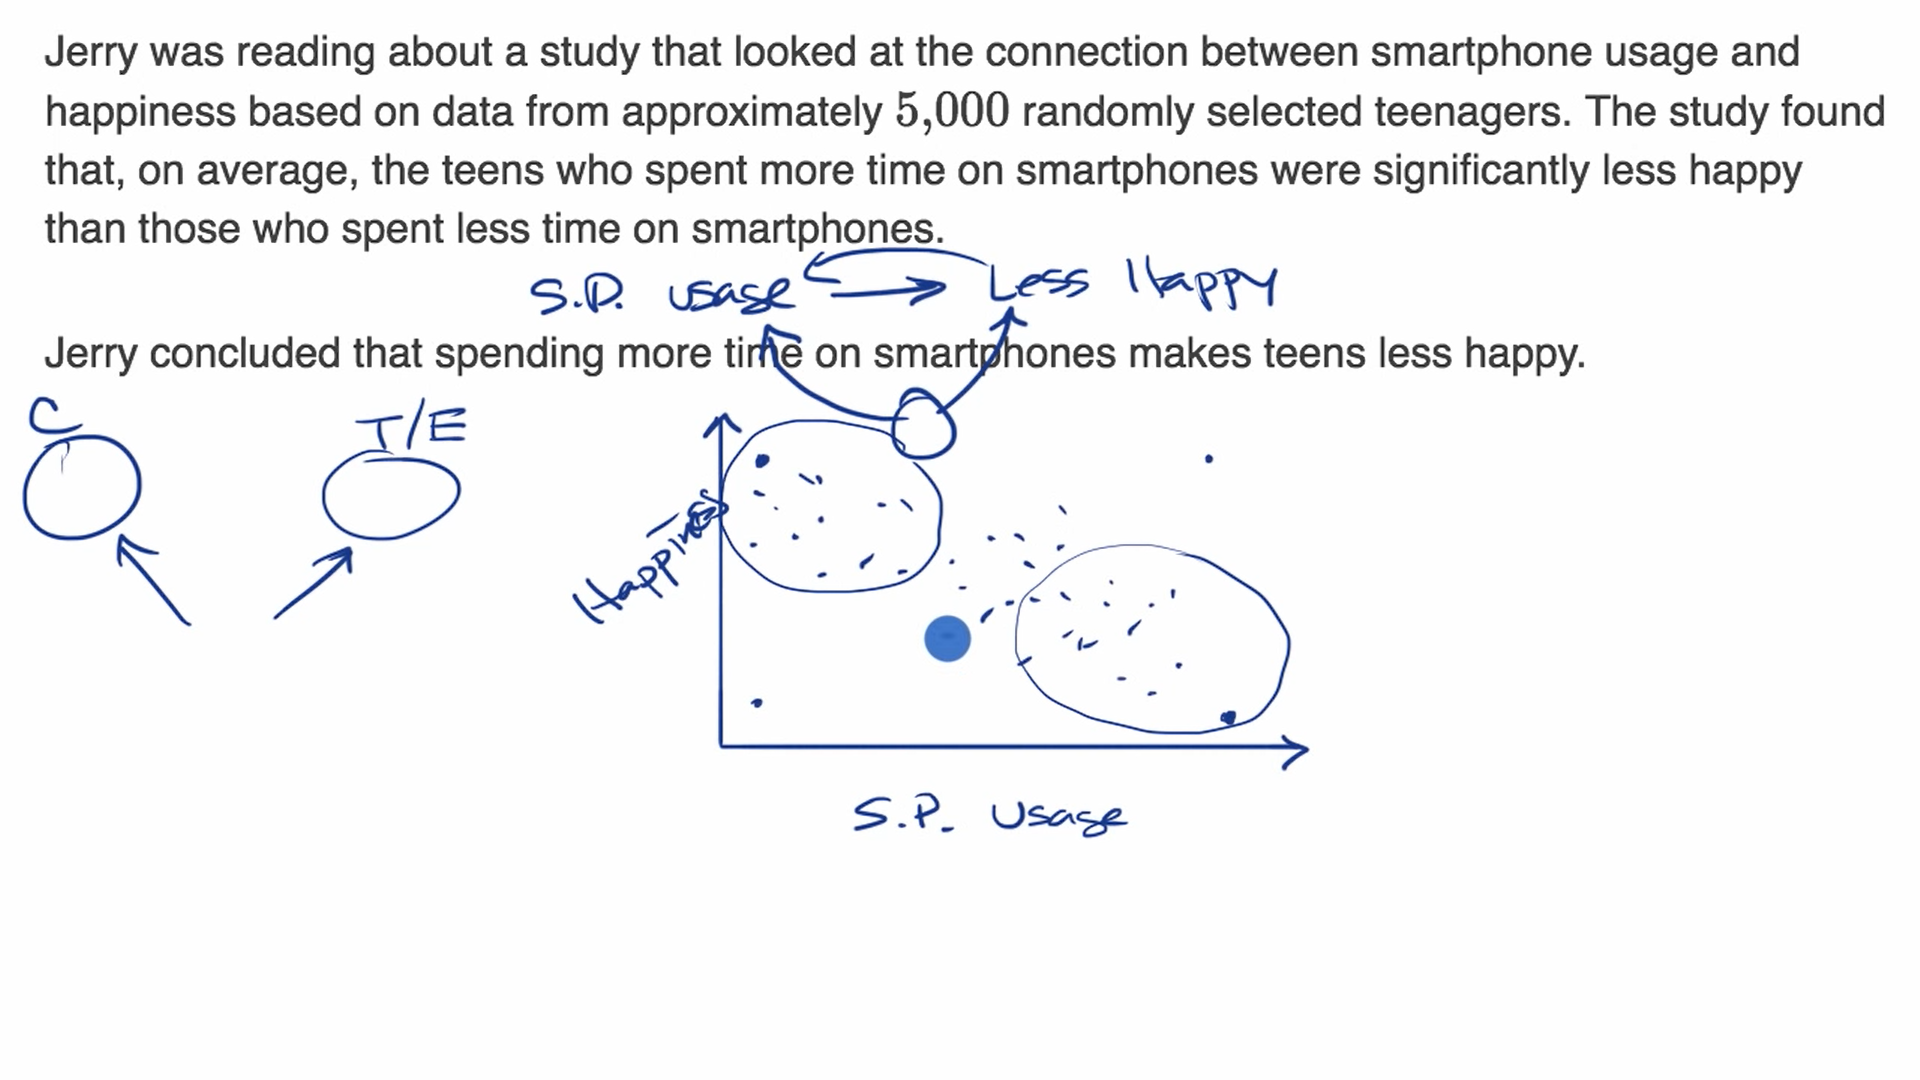 Jerry was reading about a study that looked at the connection between smartphone usage and
happiness based on data from approximately 5,000 randomly selected teenagers. The study found
that, on average, the teens who spent more time on smartphones were significantly less happy
than those who spent less time on smartphones.
S.P. usage Less Happy
Jerry concluded that spending more time on smartphones makes teens less happy.
C T/E
Happiness
S.P. Usage